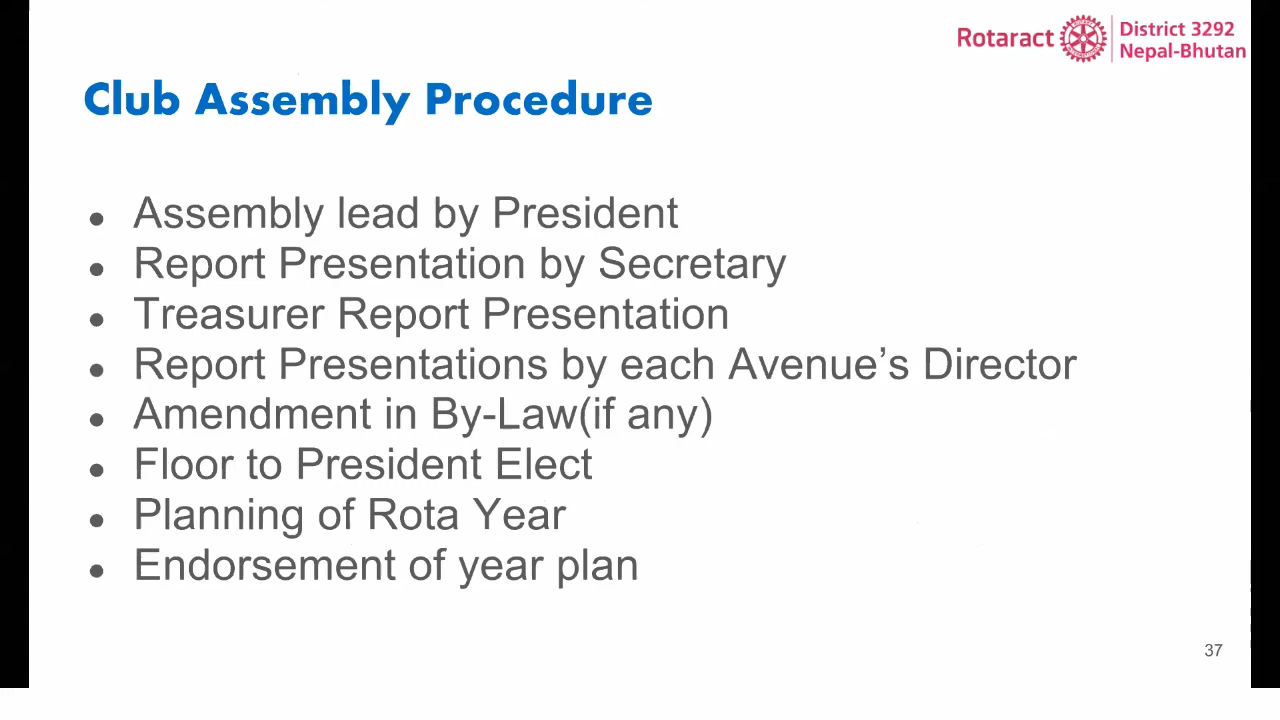 Rotaract
District 3292
Nepal-Bhutan
Club Assembly Procedure
● Assembly lead by President
● Report Presentation by Secretary
● Treasurer Report Presentation
● Report Presentations by each Avenue’s Director
● Amendment in By-Law(if any)
● Floor to President Elect
● Planning of Rota Year
● Endorsement of year plan
37